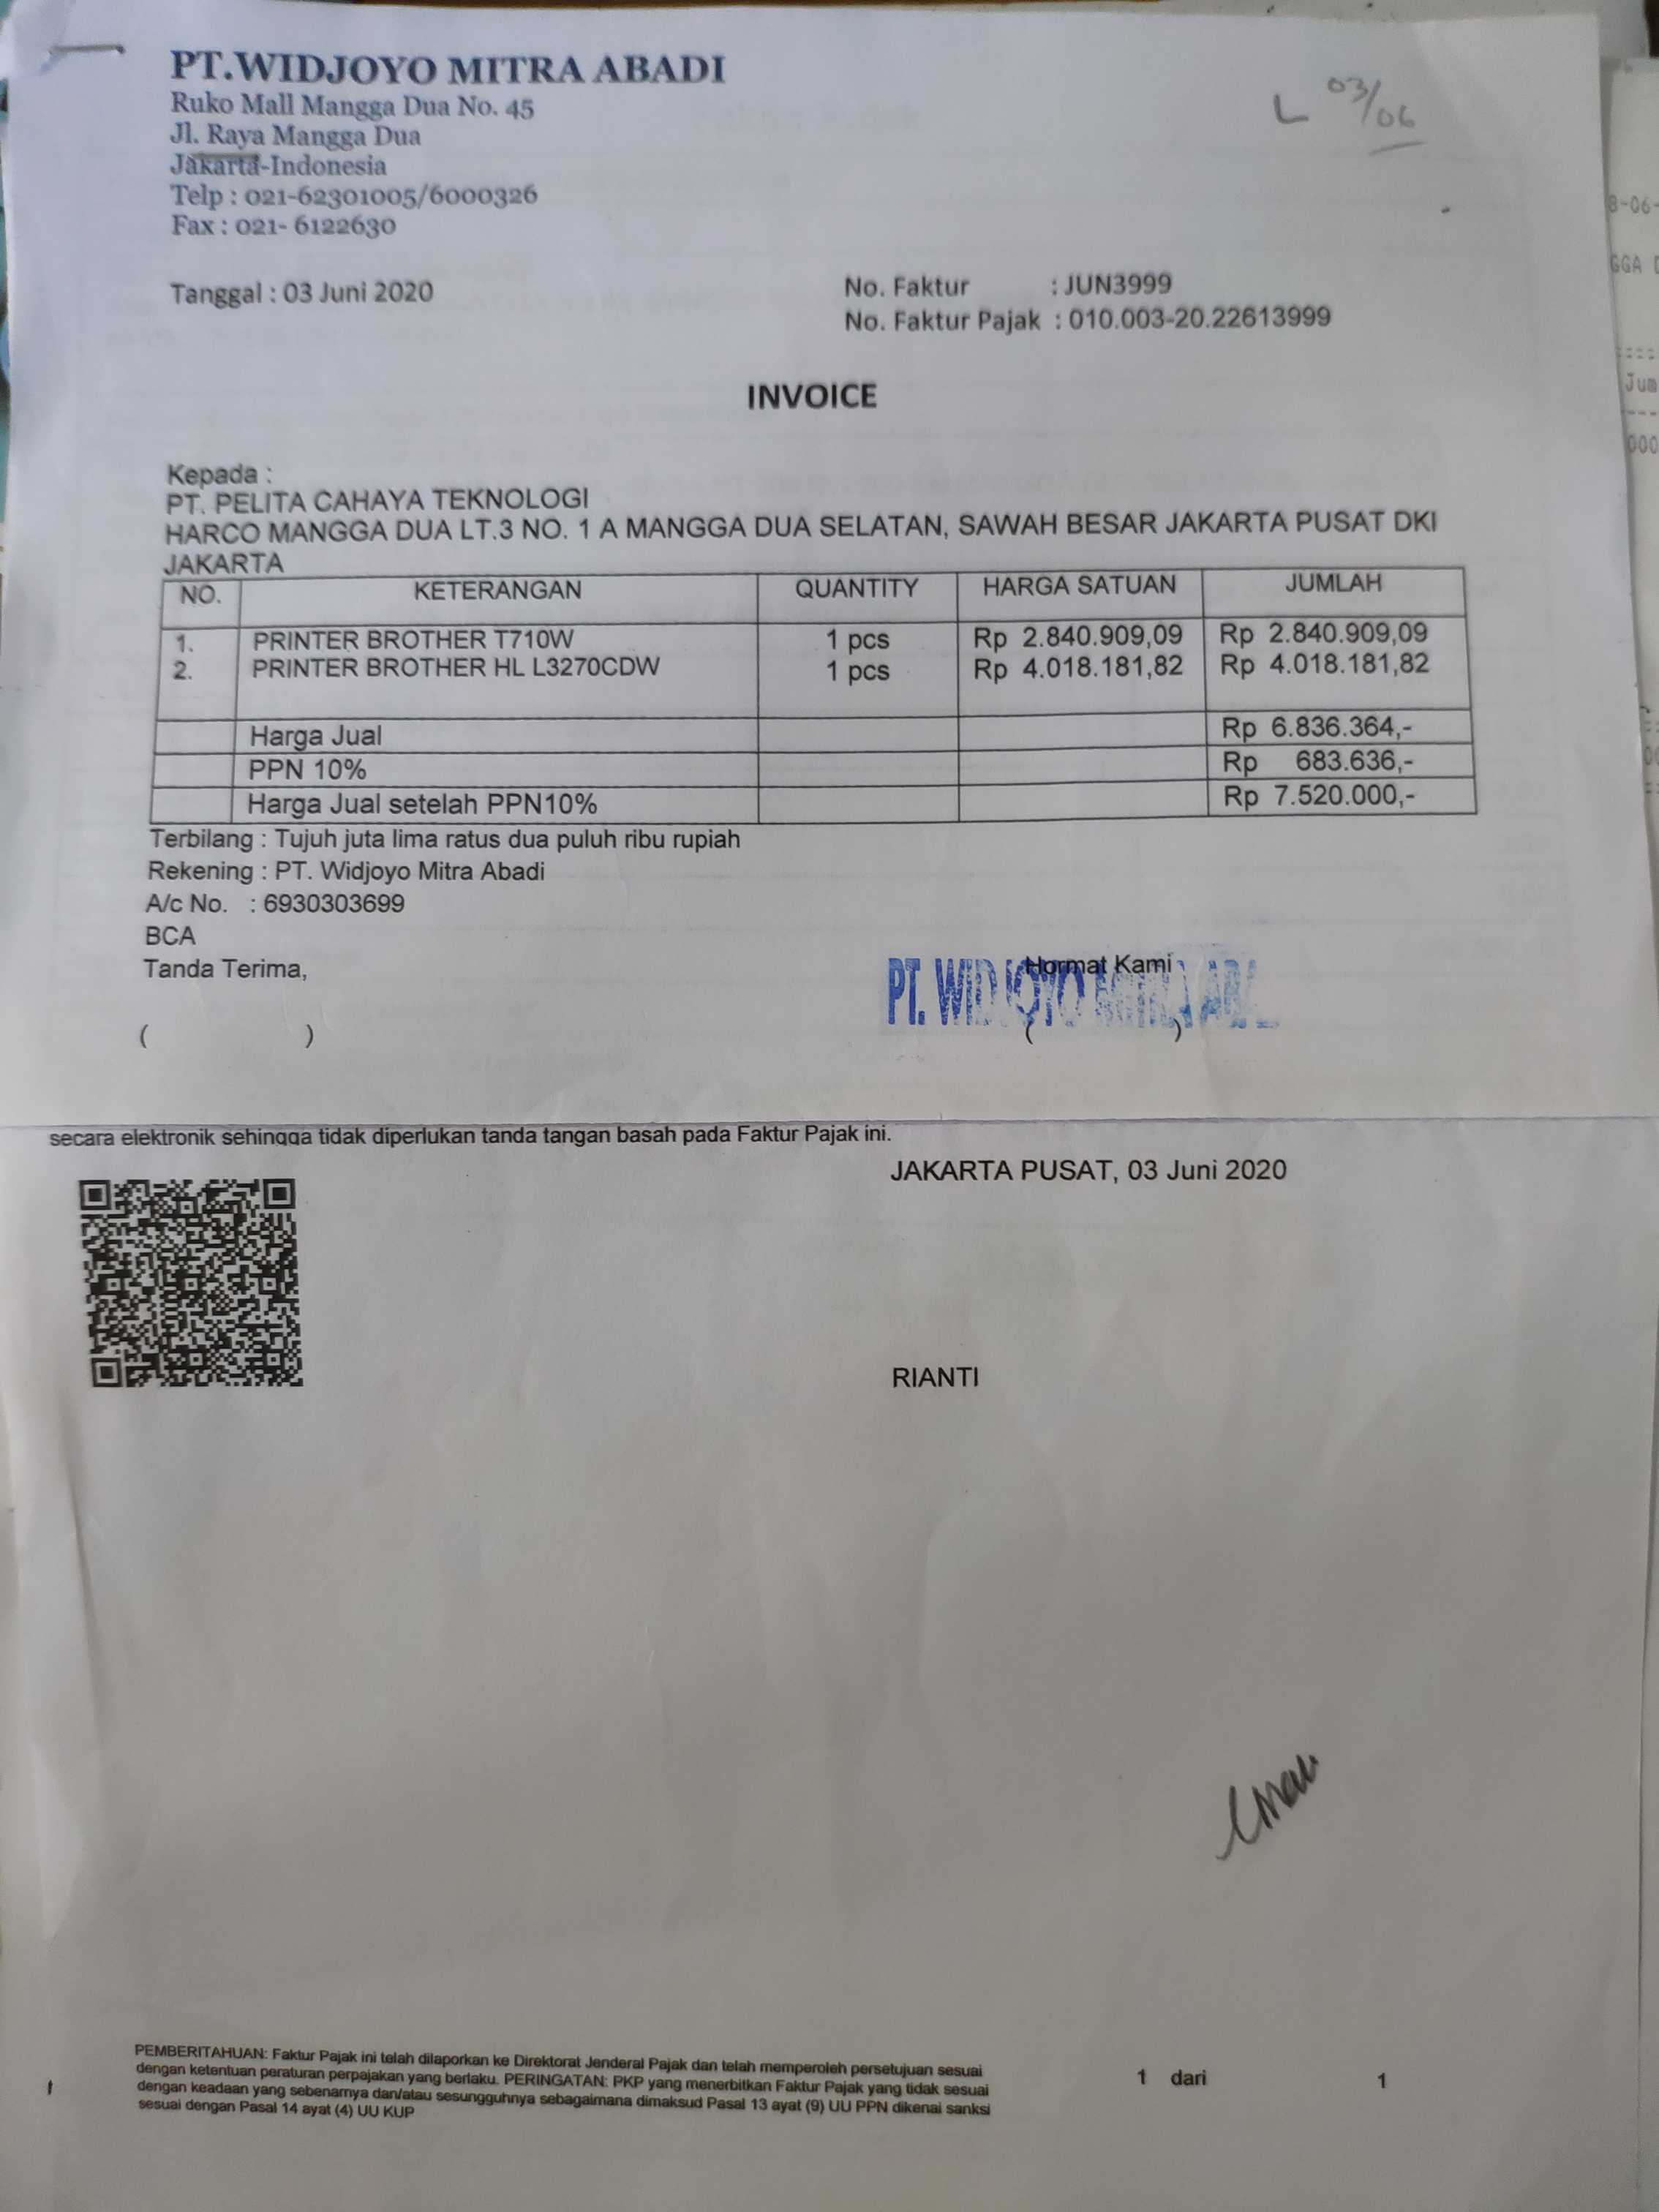 PT.WIDJOYO MITRA ABADI
Ruko Mall Mangga Dua No. 45
Jl. Raya Mangga Dua
Jakarta-Indonesia
Telp : 021-62301005/6000326
Fax : 021- 6122630
L 03/06
Tanggal : 03 Juni 2020
No. Faktur : JUN3999
No. Faktur Pajak : 010.003-20.22613999
INVOICE
Kepada :
PT. PELITA CAHAYA TEKNOLOGI
HARCO MANGGA DUA LT.3 NO. 1 A MANGGA DUA SELATAN, SAWAH BESAR JAKARTA PUSAT DKI
JAKARTA
NO. KETERANGAN QUANTITY HARGA SATUAN JUMLAH
1. PRINTER BROTHER T710W 1 pcs Rp 2.840.909,09 Rp 2.840.909,09
2. PRINTER BROTHER HL L3270CDW 1 pcs Rp 4.018.181,82 Rp 4.018.181,82
Harga Jual Rp 6.836.364,-
PPN 10% Rp 683.636,-
Harga Jual setelah PPN10% Rp 7.520.000,-
Terbilang : Tujuh juta lima ratus dua puluh ribu rupiah
Rekening : PT. Widjoyo Mitra Abadi
A/c No. : 6930303699
BCA
Tanda Terima,
Hormat Kami
PT. WIDJOYO MITRA ABA
( )
( )
secara elektronik sehingga tidak diperlukan tanda tangan basah pada Faktur Pajak ini.
JAKARTA PUSAT, 03 Juni 2020
RIANTI
PEMBERITAHUAN: Faktur Pajak ini telah dilaporkan ke Direktorat Jenderal Pajak dan telah memperoleh persetujuan sesuai
dengan ketentuan peraturan perpajakan yang berlaku. PERINGATAN: PKP yang menerbitkan Faktur Pajak yang tidak sesuai
dengan keadaan yang sebenarnya dan/atau sesungguhnya sebagaimana dimaksud Pasal 13 ayat (9) UU PPN dikenai sanksi
sesuai dengan Pasal 14 ayat (4) UU KUP
1 dari 1
8-06-
GGA D
Jum
000